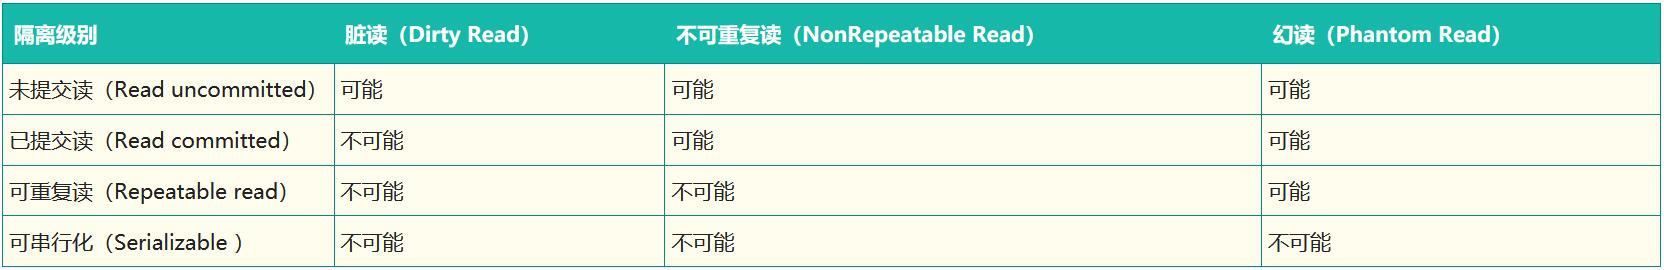 隔离级别 脏读（Dirty Read） 不可重复读（NonRepeatable Read） 幻读（Phantom Read）
未提交读（Read uncommitted） 可能 可能 可能
已提交读（Read committed） 不可能 可能 可能
可重复读（Repeatable read） 不可能 不可能 可能
可串行化（Serializable ） 不可能 不可能 不可能